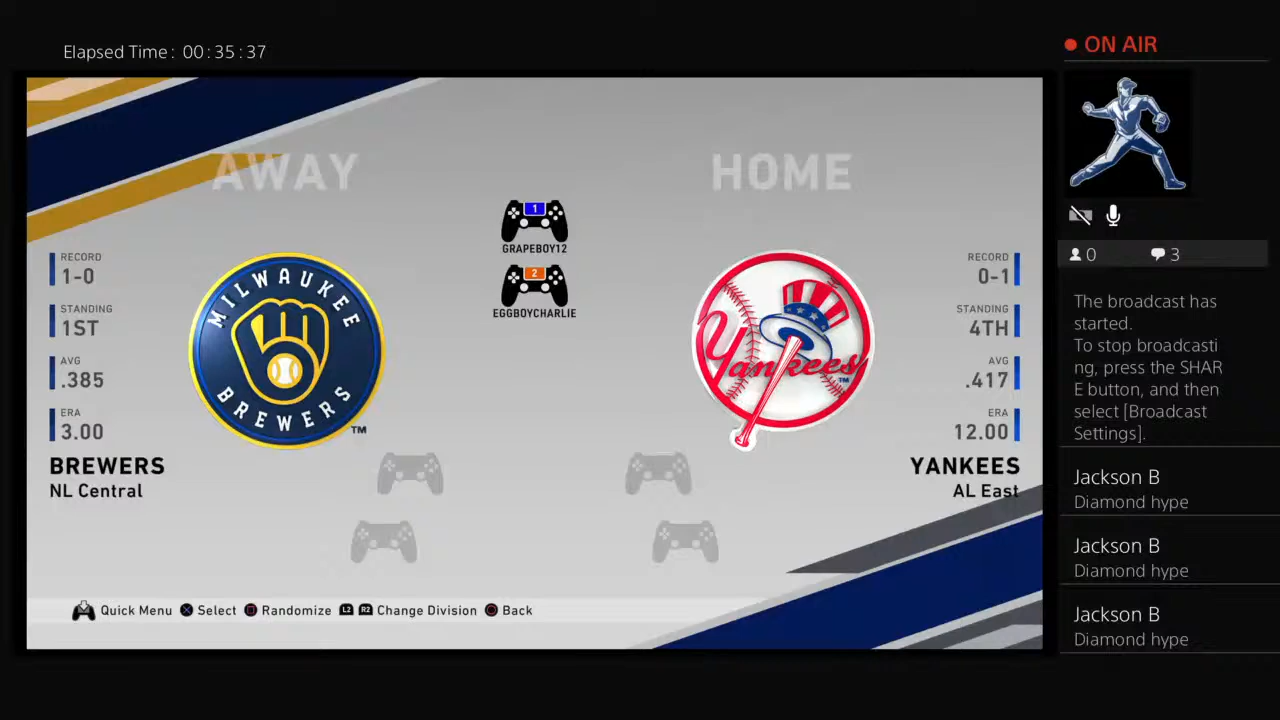 Elapsed Time: 00:35:37
ON AIR
AWAY
HOME
1
GRAPEBOY12
2
EGGBOYCHARLIE
RECORD
1-0
STANDING
1ST
AVG
.385
ERA
3.00
MILWAUKEE
BREWERS
TM
BREWERS
NL Central
RECORD
0-1
STANDING
4TH
AVG
.417
ERA
12.00
Yankees
TM
YANKEES
AL East
Quick Menu Select Randomize L2 R2 Change Division Back
0 3
The broadcast has
started.
To stop broadcasti
ng, press the SHAR
E button, and then
select [Broadcast
Settings].
Jackson B
Diamond hype
Jackson B
Diamond hype
Jackson B
Diamond hype